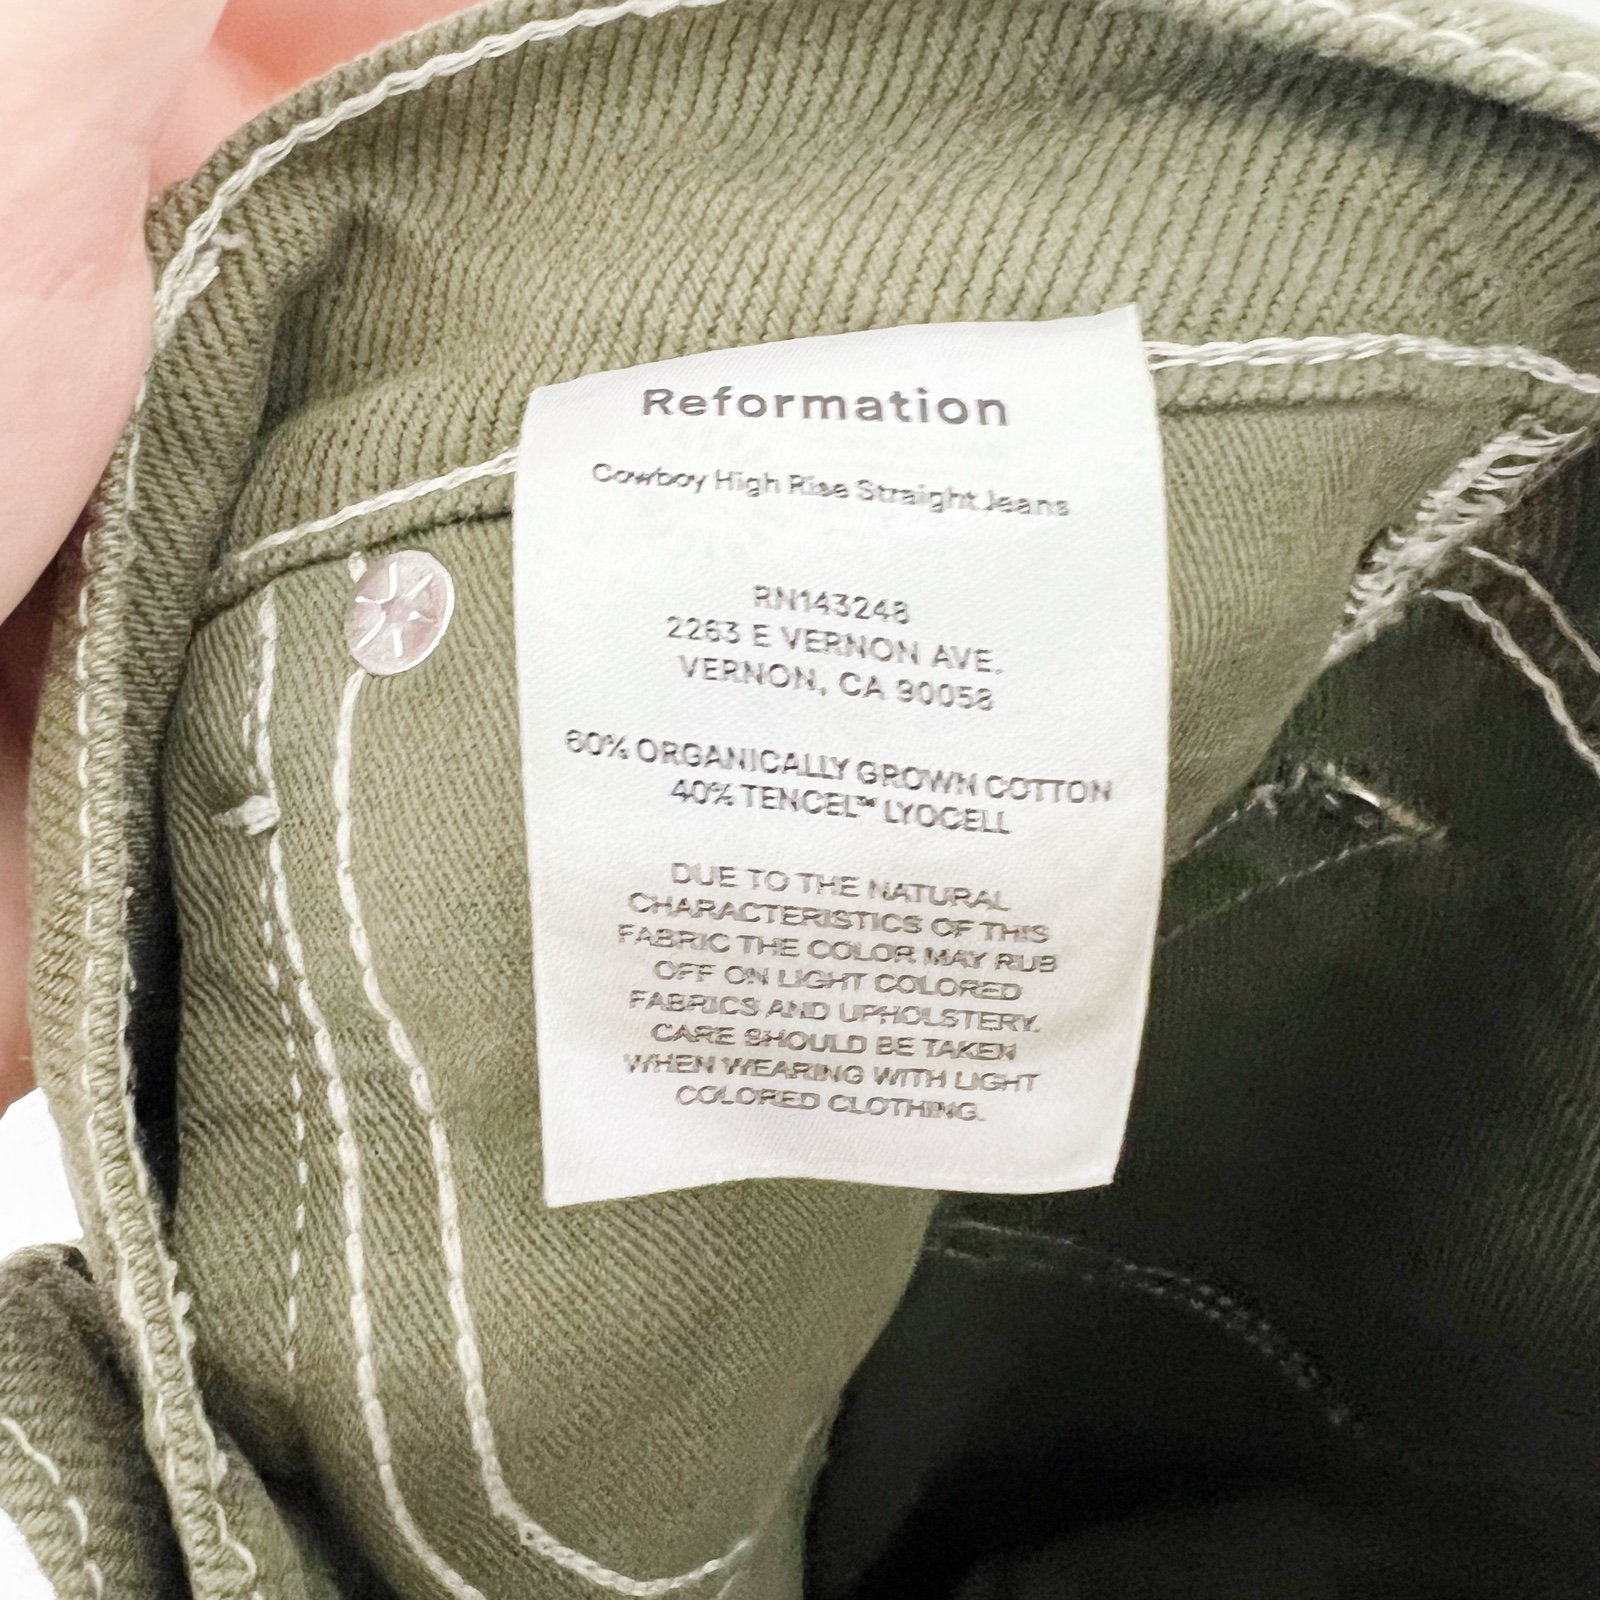 Reformation
Cowboy High Rise Straight Jeans
RN143248
2263 E VERNON AVE.
VERNON, CA 90058
60% ORGANICALLY GROWN COTTON
40% TENCEL™ LYOCELL
DUE TO THE NATURAL
CHARACTERISTICS OF THIS
FABRIC THE COLOR MAY RUB
OFF ON LIGHT COLORED
FABRICS AND UPHOLSTERY.
CARE SHOULD BE TAKEN
WHEN WEARING WITH LIGHT
COLORED CLOTHING.